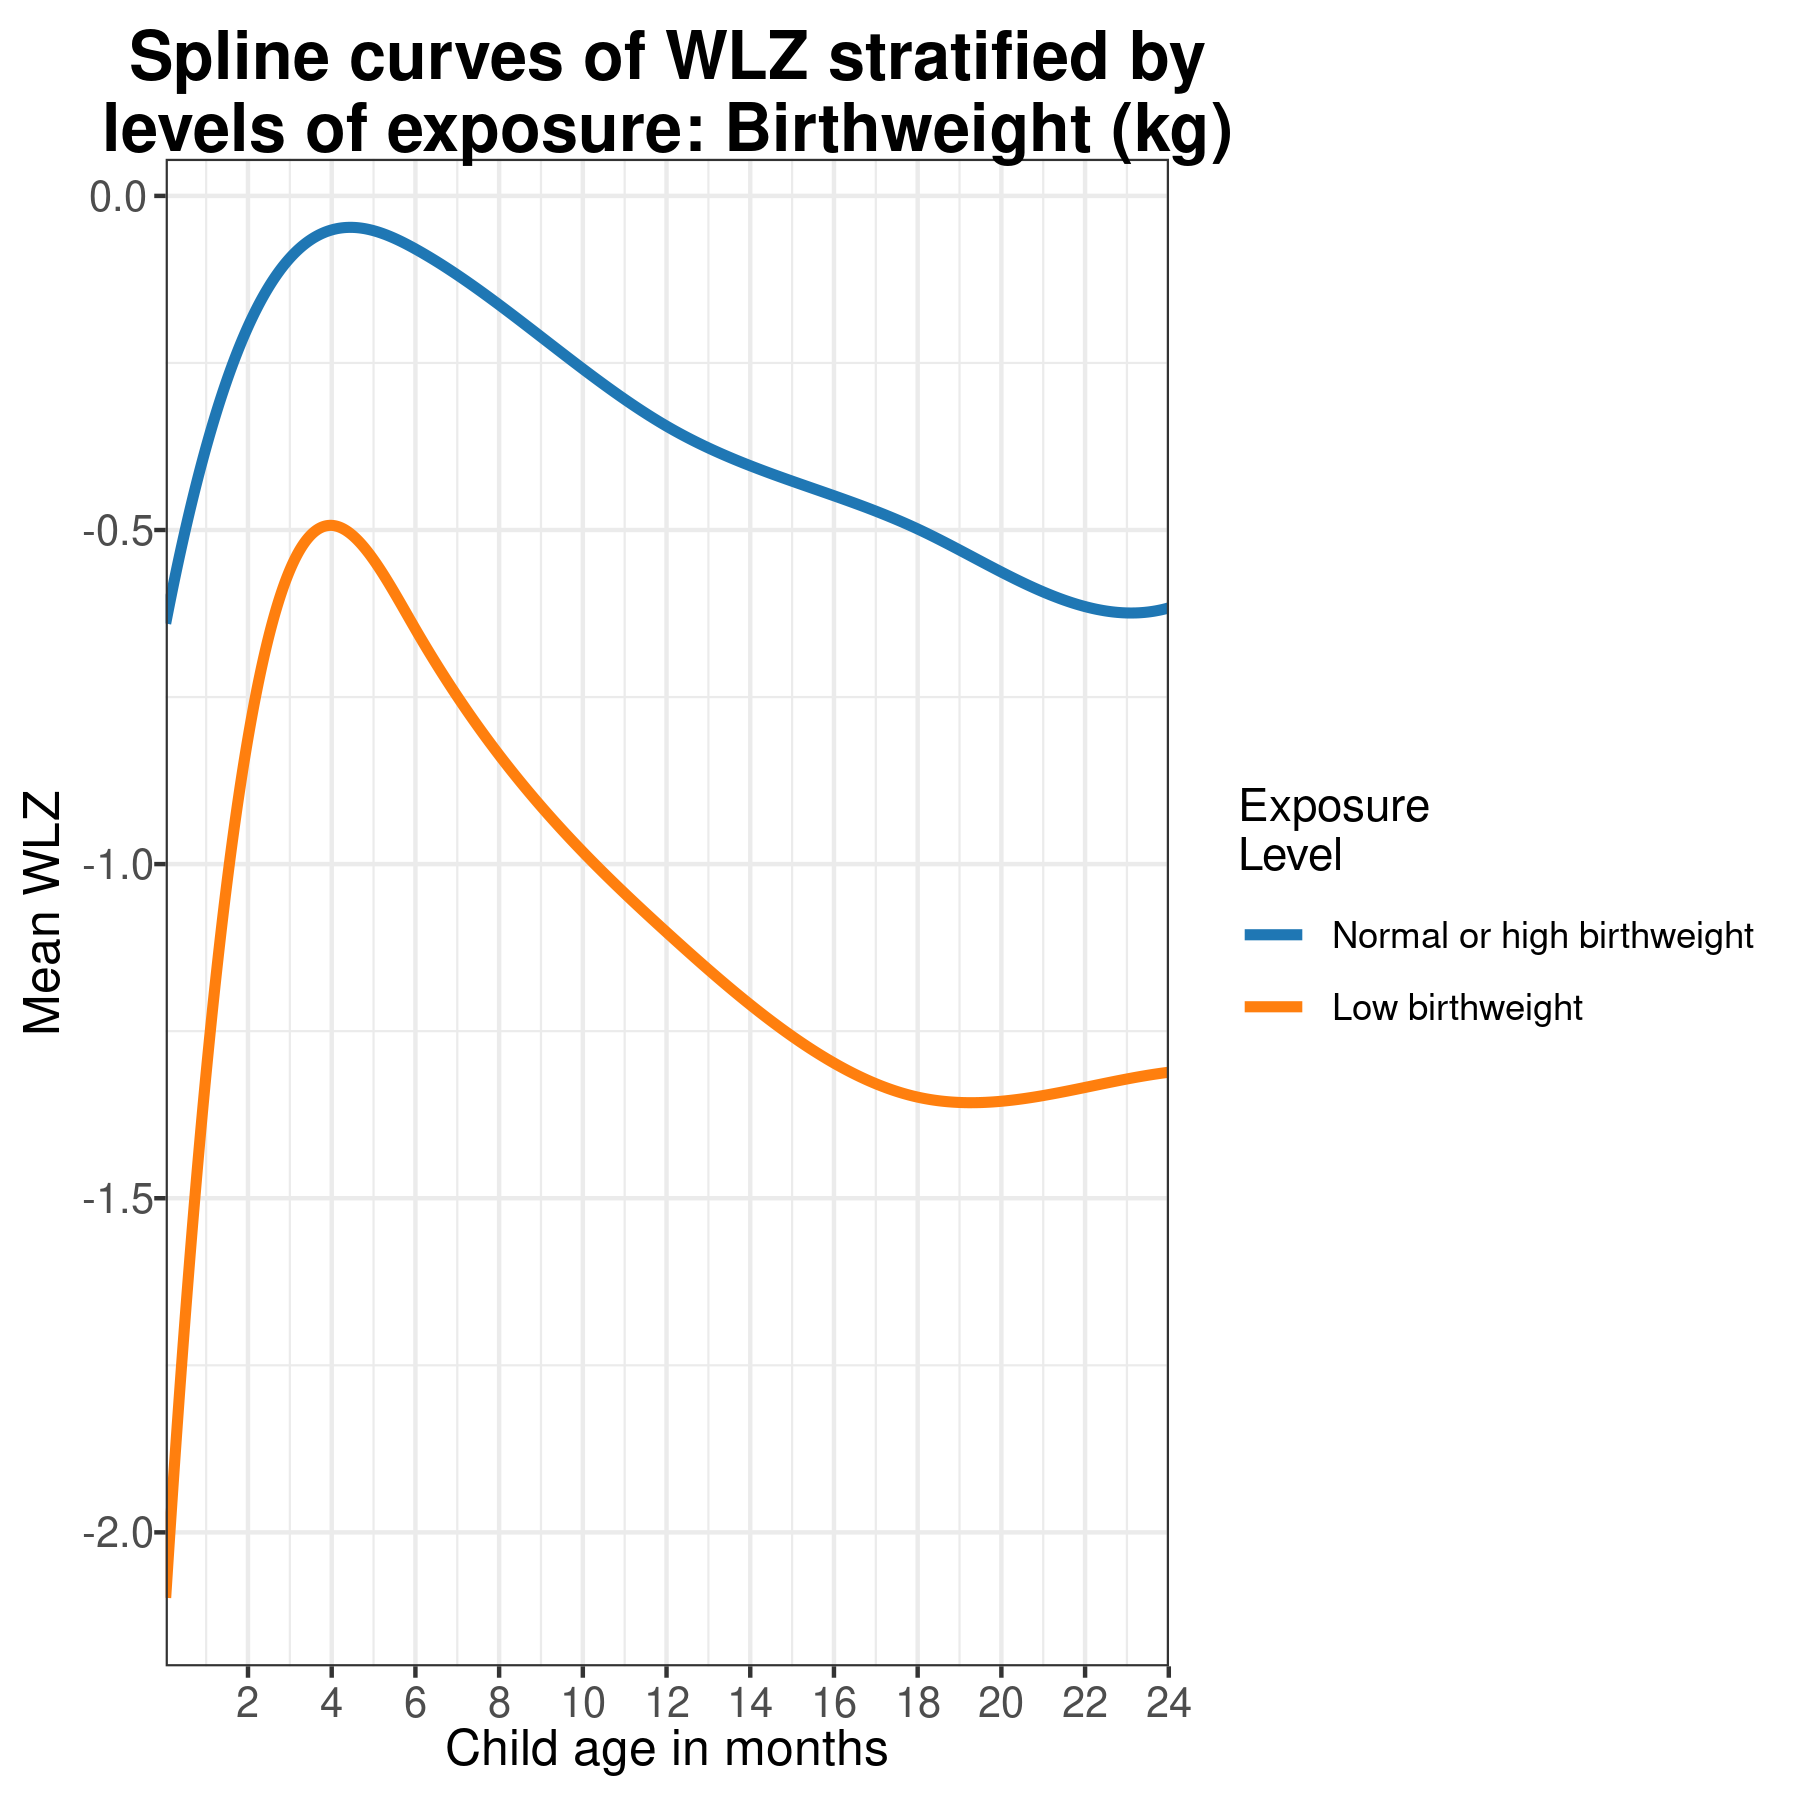 Spline curves of WLZ stratified by
levels of exposure: Birthweight (kg)
0.0
-0.5
-1.0
-1.5
-2.0
Mean WLZ
2 4 6 8 10 12 14 16 18 20 22 24
Child age in months
Exposure
Level
Normal or high birthweight
Low birthweight